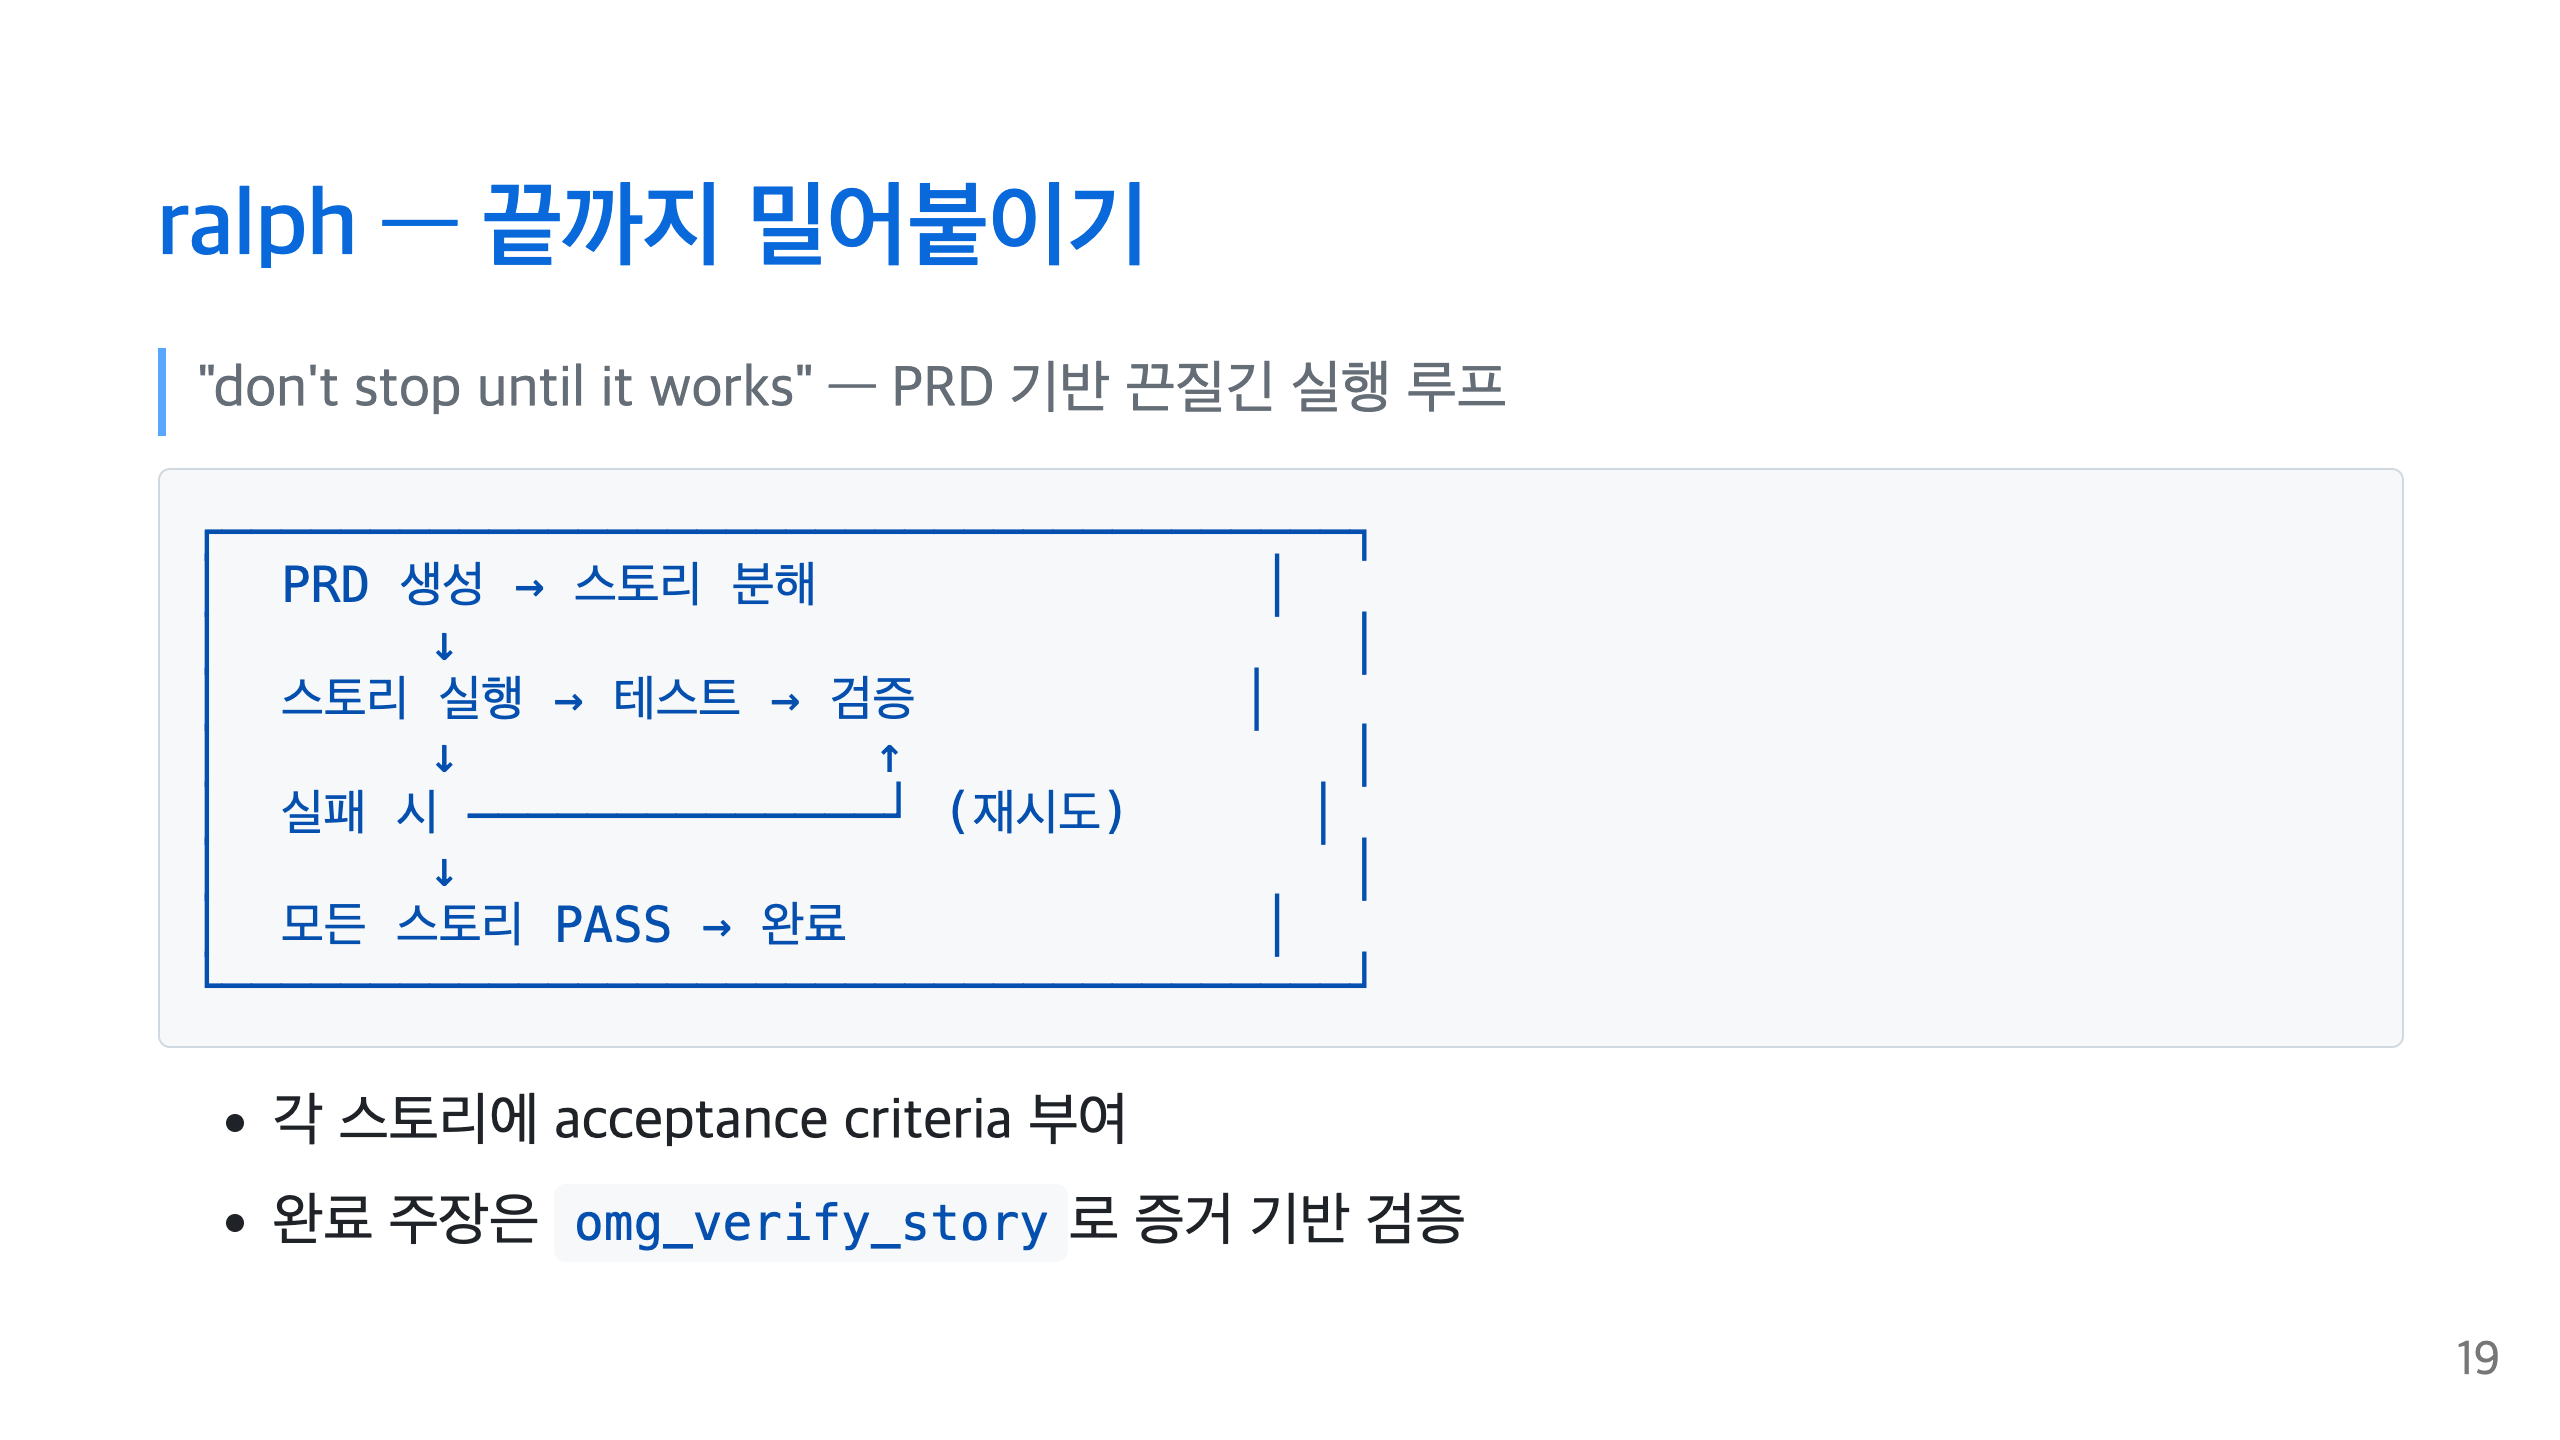 ralph — 끝까지 밀어붙이기
"don't stop until it works" — PRD 기반 끈질긴 실행 루프
PRD 생성 → 스토리 분해
↓
스토리 실행 → 테스트 → 검증
↓ ↑
실패 시 ───────────────┘ (재시도)
↓
모든 스토리 PASS → 완료
• 각 스토리에 acceptance criteria 부여
• 완료 주장은 omg_verify_story로 증거 기반 검증
19